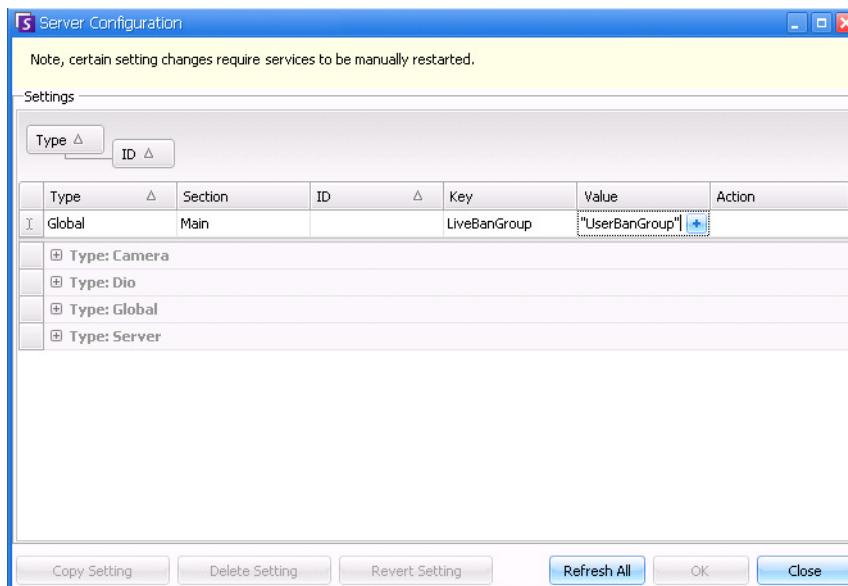 Server Configuration
Note, certain setting changes require services to be manually restarted.
Settings
Type
ID
Type Section ID Key Value Action
Global Main LiveBanGroup "UserBanGroup"
Type: Camera
Type: Dio
Type: Global
Type: Server
Copy Setting Delete Setting Revert Setting Refresh All OK Close